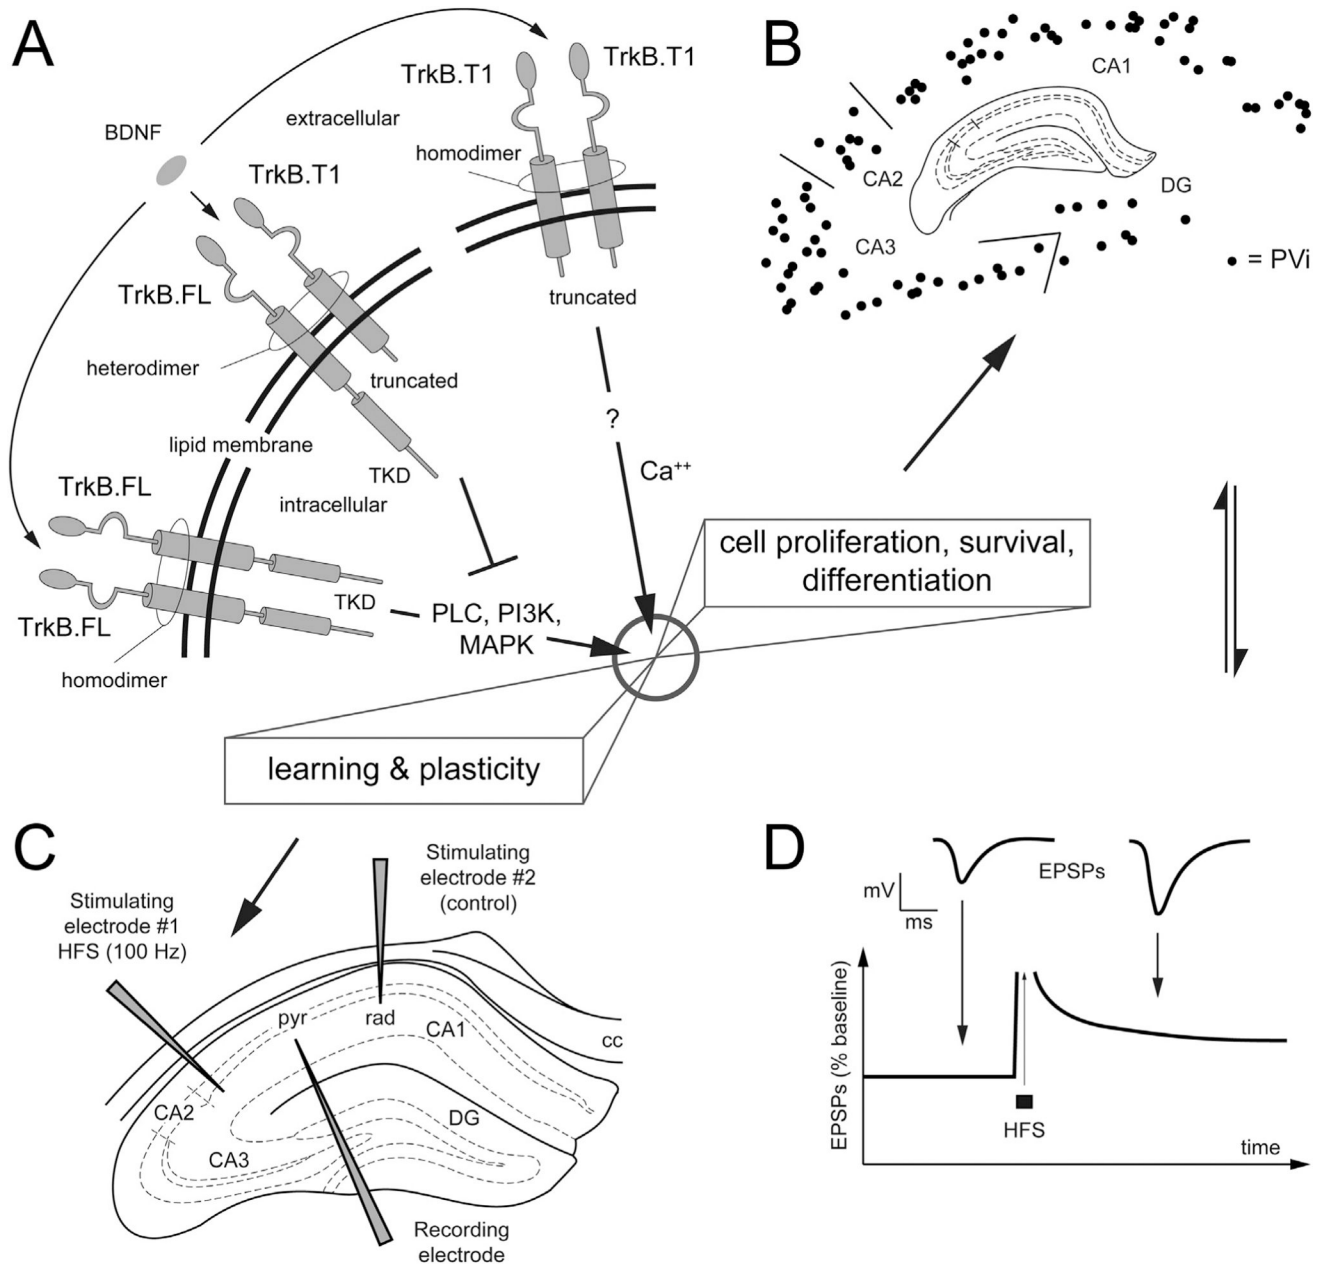 A
TrkB.T1
TrkB.T1
BDNF
extracellular
homodimer
TrkB.T1
TrkB.FL
truncated
heterodimer
truncated
lipid membrane
TKD
TrkB.FL
intracellular
?
Ca++
TKD
TrkB.FL
PLC, PI3K,
MAPK
homodimer
cell proliferation, survival,
differentiation
learning & plasticity
B
CA1
CA2
DG
CA3
= PVi
C
Stimulating
electrode #2
(control)
Stimulating
electrode #1
HFS (100 Hz)
pyr
rad
CA1
cc
CA2
DG
CA3
Recording
electrode
D
EPSPs
mV
ms
EPSPs (% baseline)
HFS
time